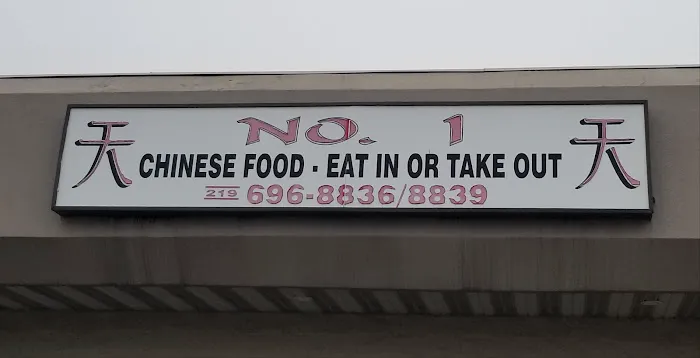 NO. 1
天 CHINESE FOOD · EAT IN OR TAKE OUT 天
219 696-8836/8839